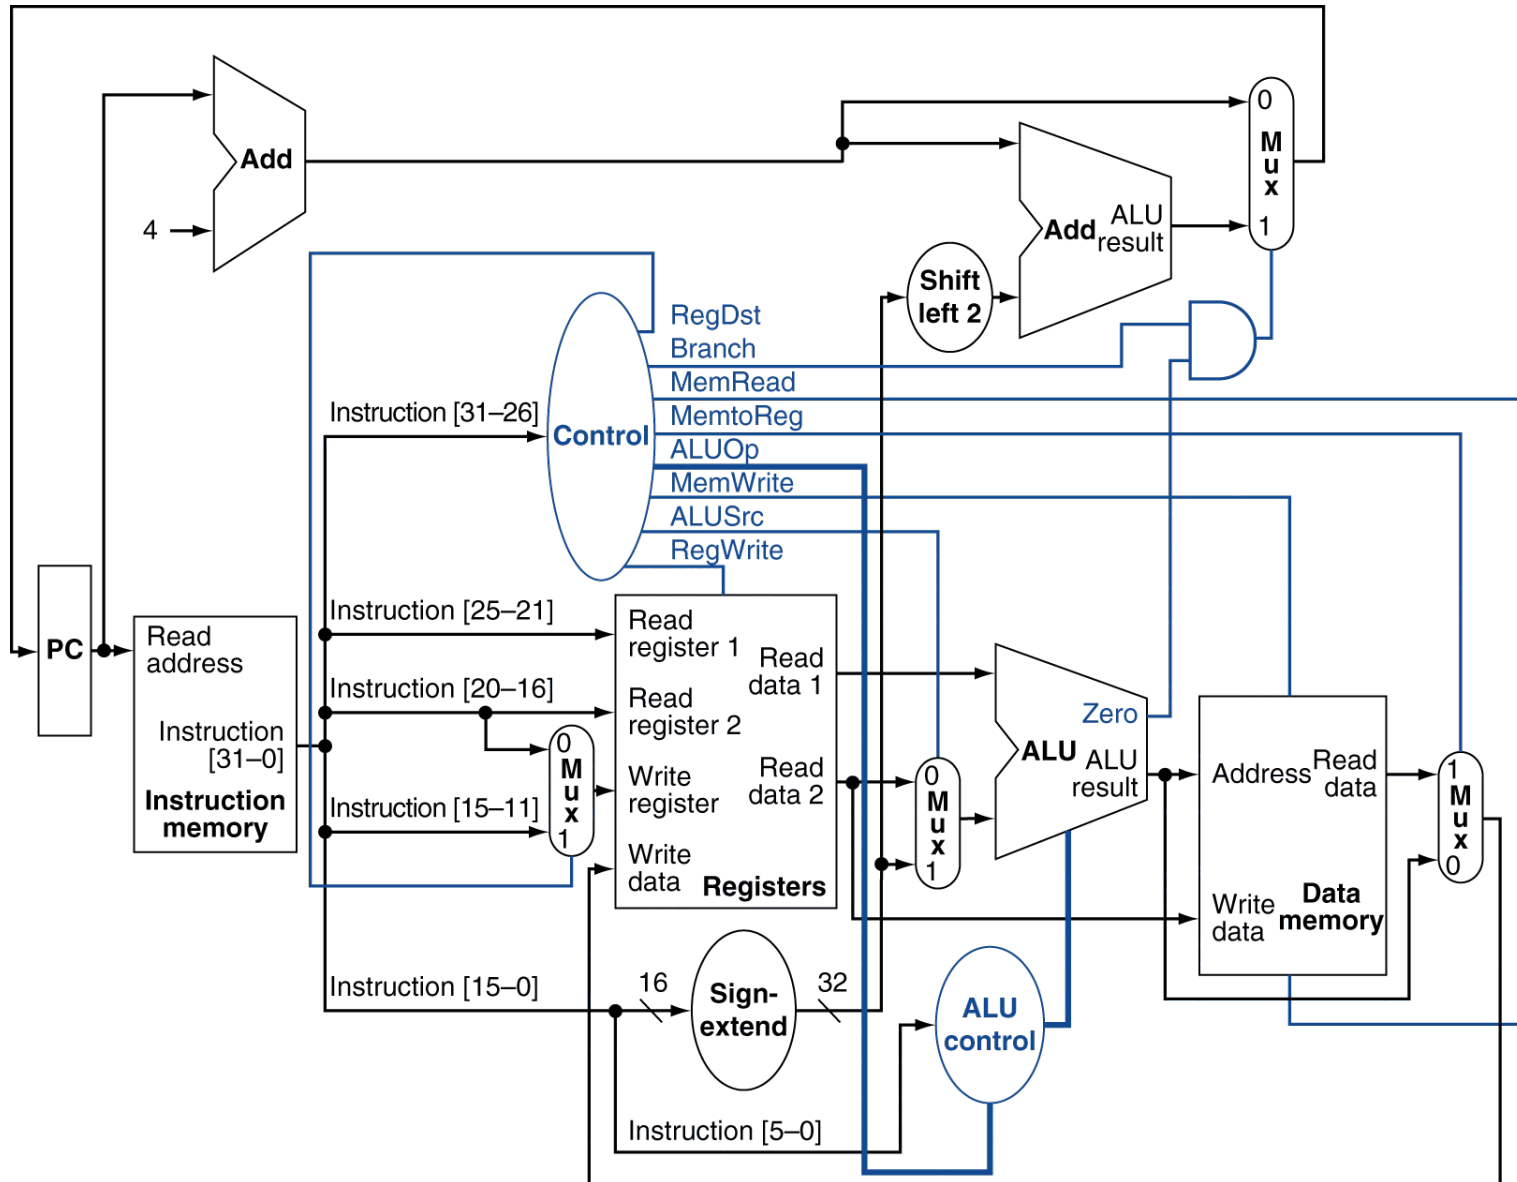 0
M
u
x
1
Add
4
Add
ALU
result
Shift
left 2
RegDst
Branch
MemRead
MemtoReg
ALUOp
MemWrite
ALUSrc
RegWrite
Control
Instruction [31–26]
Instruction [25–21]
Instruction [20–16]
Instruction [15–11]
Instruction [15–0]
Instruction [5–0]
PC
Read
address
Instruction
[31–0]
Instruction
memory
0
M
u
x
1
Read
register 1
Read
register 2
Write
register
Write
data
Read
data 1
Read
data 2
Registers
0
M
u
x
1
Zero
ALU
ALU
result
Address
Read
data
Write
data
Data
memory
1
M
u
x
0
16
Sign-
extend
32
ALU
control